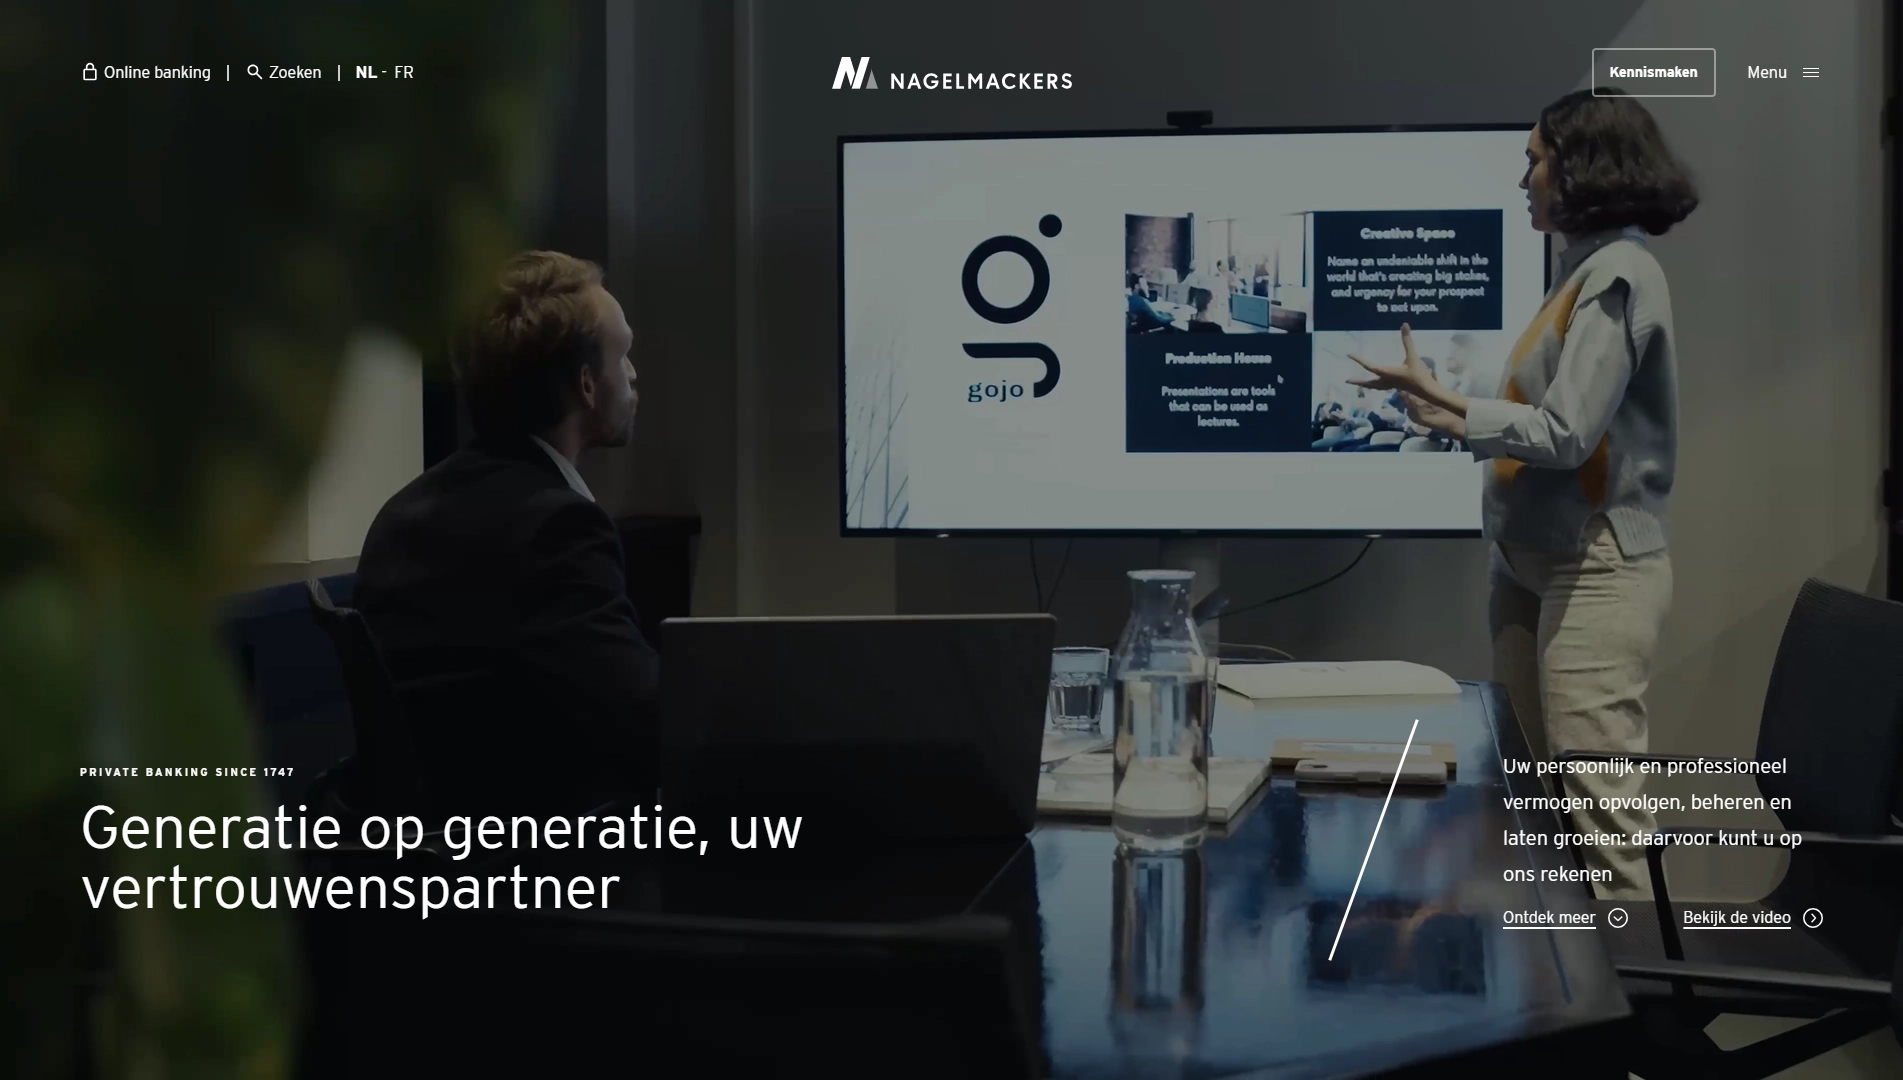 Online banking | Zoeken | NL - FR
NAGELMACKERS
Kennismaken
Menu
gojo
Creative Space
Name an undeniable shift in the
world that's creating big stakes,
and urgency for your prospect
to act upon.
Production House
Presentations are tools
that can be used as
lectures.
PRIVATE BANKING SINCE 1747
Generatie op generatie, uw
vertrouwenspartner
Uw persoonlijk en professioneel
vermogen opvolgen, beheren en
laten groeien: daarvoor kunt u op
ons rekenen
Ontdek meer
Bekijk de video